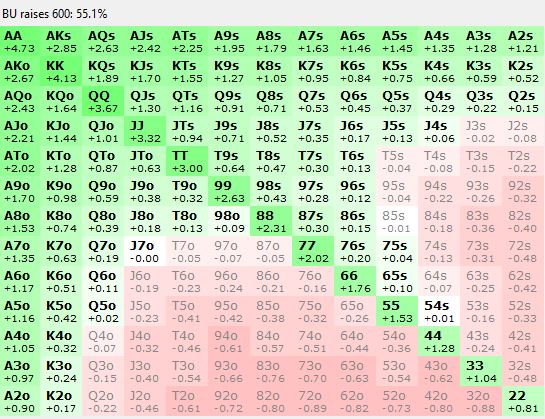 BU raises 600: 55.1%
AA AKs AQs AJs ATs A9s A8s A7s A6s A5s A4s A3s A2s
+4.73 +2.85 +2.63 +2.42 +2.25 +1.95 +1.79 +1.63 +1.46 +1.45 +1.35 +1.28 +1.21
AKo KK KQs KJs KTs K9s K8s K7s K6s K5s K4s K3s K2s
+2.67 +4.13 +1.89 +1.70 +1.55 +1.27 +1.05 +0.95 +0.84 +0.75 +0.66 +0.59 +0.52
AQo KQo QQ QJs QTs Q9s Q8s Q7s Q6s Q5s Q4s Q3s Q2s
+2.43 +1.64 +3.67 +1.30 +1.16 +0.91 +0.71 +0.53 +0.45 +0.37 +0.29 +0.22 +0.15
AJo KJo QJo JJ JTs J9s J8s J7s J6s J5s J4s J3s J2s
+2.21 +1.44 +1.01 +3.32 +0.94 +0.71 +0.52 +0.35 +0.17 +0.13 +0.06 -0.02 -0.08
ATo KTo QTo JTo TT T9s T8s T7s T6s T5s T4s T3s T2s
+2.02 +1.28 +0.87 +0.63 +3.00 +0.64 +0.47 +0.30 +0.13 -0.04 -0.08 -0.15 -0.22
A9o K9o Q9o J9o T9o 99 98s 97s 96s 95s 94s 93s 92s
+1.70 +0.98 +0.59 +0.38 +0.32 +2.63 +0.43 +0.28 +0.12 -0.04 -0.22 -0.26 -0.32
A8o K8o Q8o J8o T8o 98o 88 87s 86s 85s 84s 83s 82s
+1.53 +0.74 +0.39 +0.18 +0.13 +0.09 +2.31 +0.30 +0.15 -0.01 -0.18 -0.36 -0.40
A7o K7o Q7o J7o T7o 97o 87o 77 76s 75s 74s 73s 72s
+1.35 +0.63 +0.19 -0.00 -0.05 -0.07 -0.05 +2.02 +0.20 +0.04 -0.13 -0.31 -0.48
A6o K6o Q6o J6o T6o 96o 86o 76o 66 65s 64s 63s 62s
+1.17 +0.51 +0.11 -0.19 -0.23 -0.24 -0.21 -0.16 +1.76 +0.10 -0.07 -0.25 -0.42
A5o K5o Q5o J5o T5o 95o 85o 75o 65o 55 54s 53s 52s
+1.16 +0.42 +0.02 -0.23 -0.41 -0.42 -0.38 -0.32 -0.26 +1.53 +0.01 -0.16 -0.33
A4o K4o Q4o J4o T4o 94o 84o 74o 64o 54o 44 43s 42s
+1.05 +0.32 -0.07 -0.32 -0.46 -0.61 -0.57 -0.51 -0.44 -0.36 +1.28 -0.24 -0.41
A3o K3o Q3o J3o T3o 93o 83o 73o 63o 53o 43o 33 32s
+0.97 +0.24 -0.15 -0.40 -0.54 -0.66 -0.76 -0.70 -0.63 -0.54 -0.62 +1.04 -0.48
A2o K2o Q2o J2o T2o 92o 82o 72o 62o 52o 42o 32o 22
+0.90 +0.17 -0.22 -0.46 -0.61 -0.72 -0.80 -0.89 -0.82 -0.73 -0.80 -0.88 +0.81